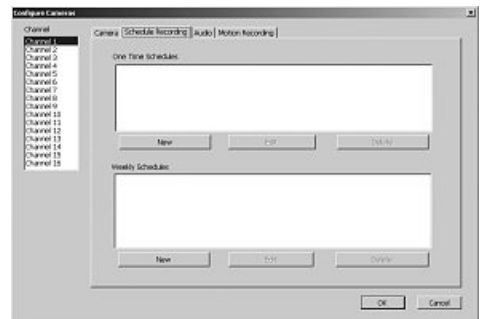 Configure Cameras
Channel
Channel 1
Channel 2
Channel 3
Channel 4
Channel 5
Channel 6
Channel 7
Channel 8
Channel 9
Channel 10
Channel 11
Channel 12
Channel 13
Channel 14
Channel 15
Channel 16
Camera Schedule Recording Audio Motion Recording
One Time Schedules
New Edit Delete
Weekly Schedules
New Edit Delete
OK Cancel